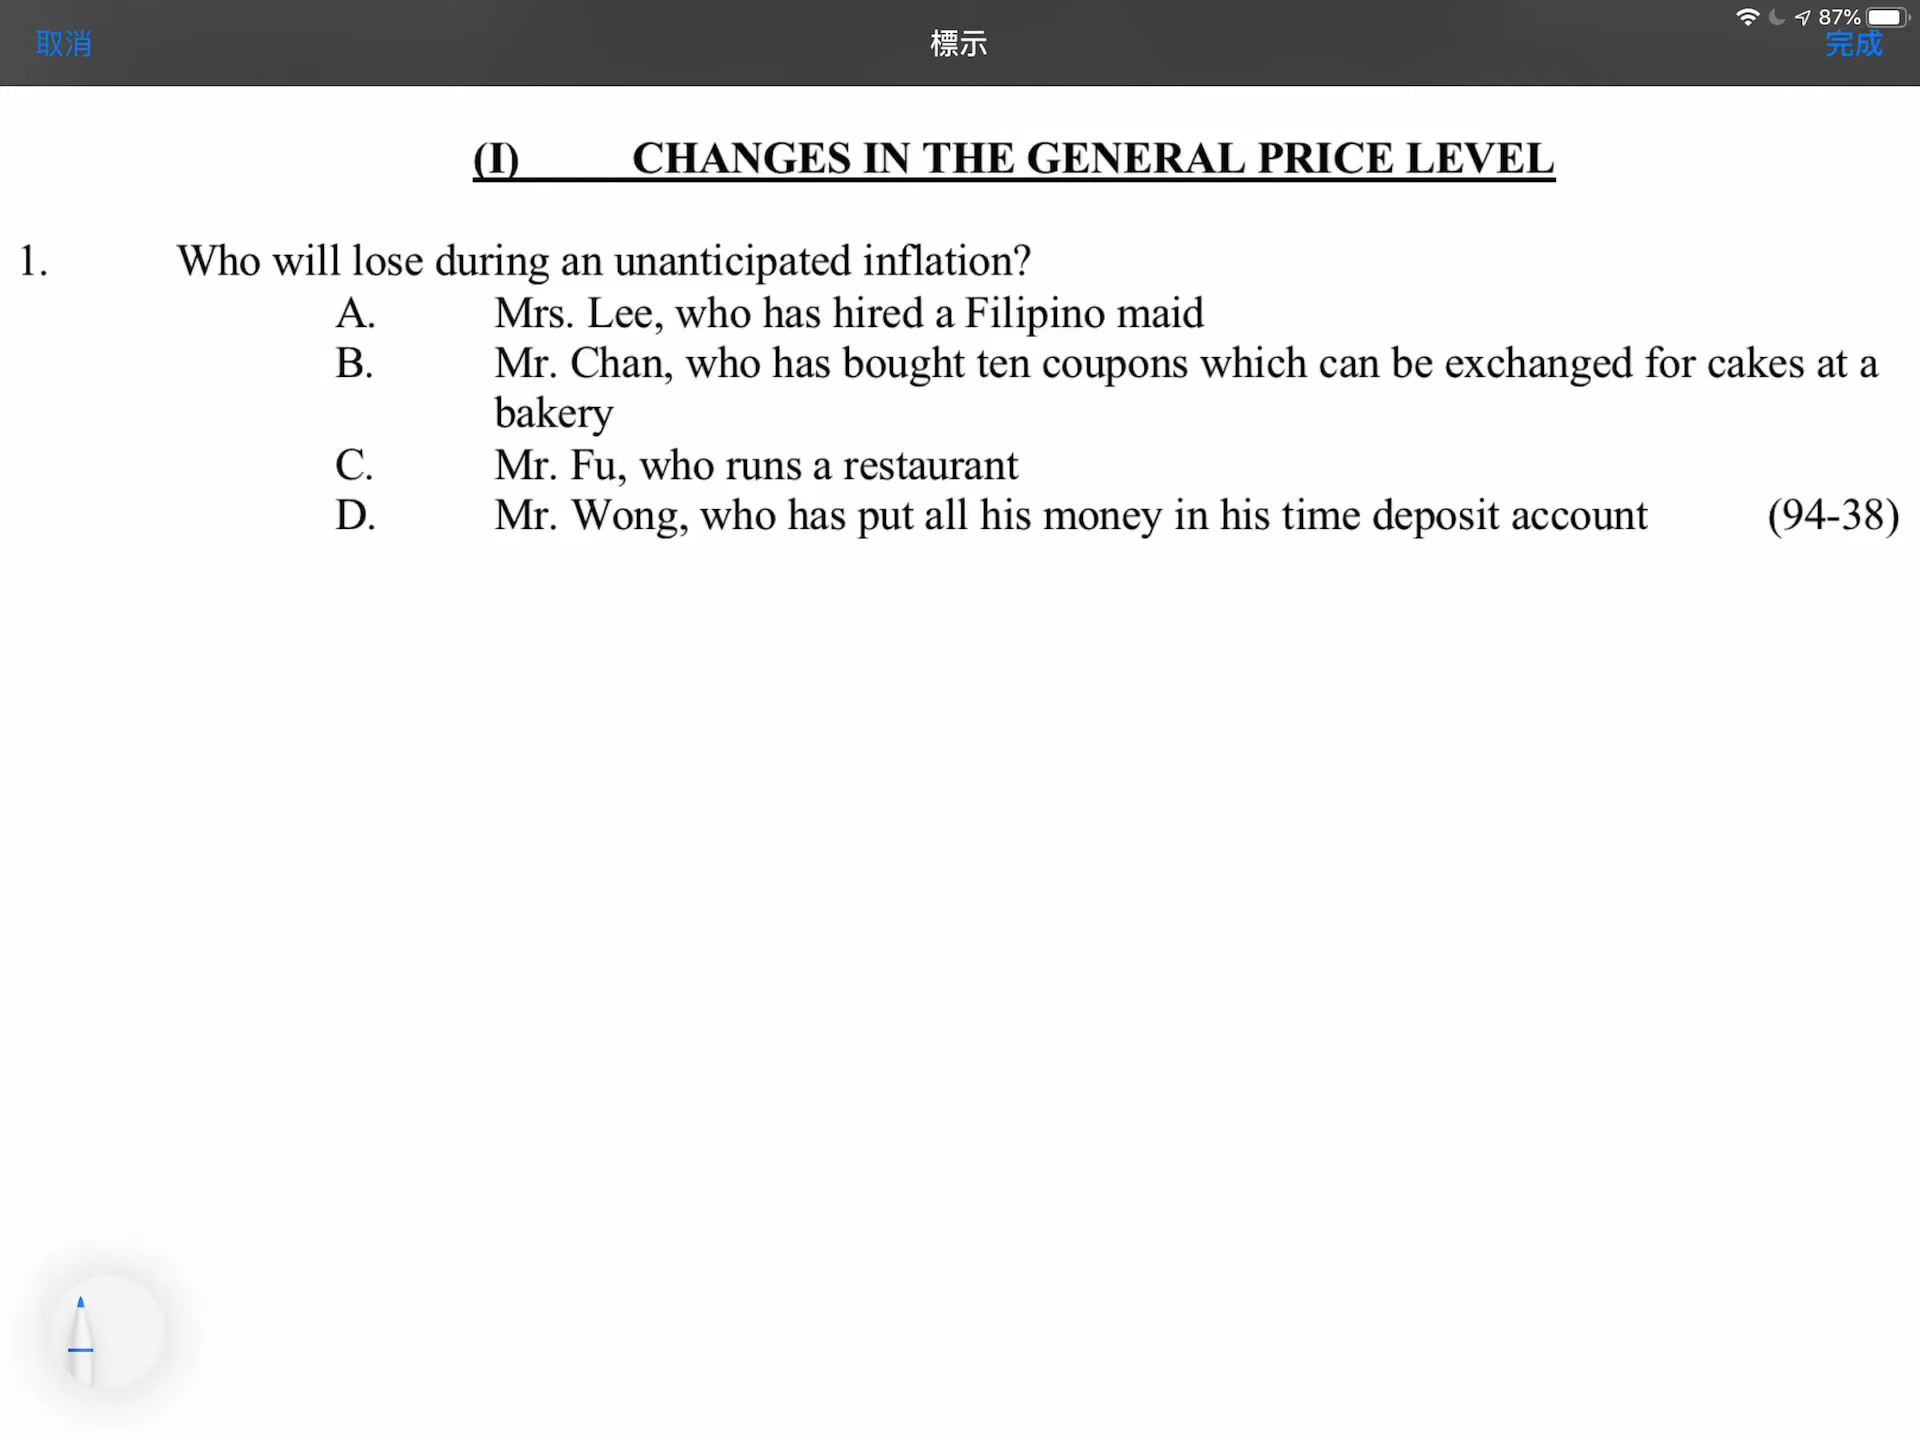 87%
取消
標示
完成
(I) CHANGES IN THE GENERAL PRICE LEVEL
1. Who will lose during an unanticipated inflation?
A. Mrs. Lee, who has hired a Filipino maid
B. Mr. Chan, who has bought ten coupons which can be exchanged for cakes at a
bakery
C. Mr. Fu, who runs a restaurant
D. Mr. Wong, who has put all his money in his time deposit account (94-38)